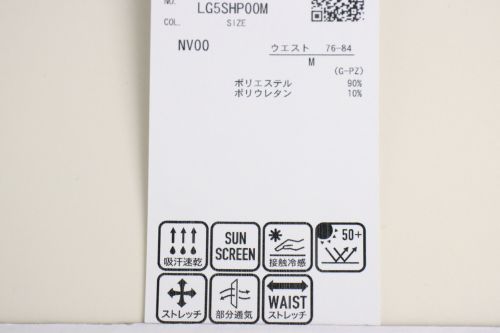 NO.
LG5SHP00M
COL. SIZE
NV00 ウエスト 76-84
M
(G-PZ)
ポリエステル 90%
ポリウレタン 10%
吸汗速乾
SUN SCREEN
接触冷感
50+
ストレッチ
部分通気
WAIST ストレッチ